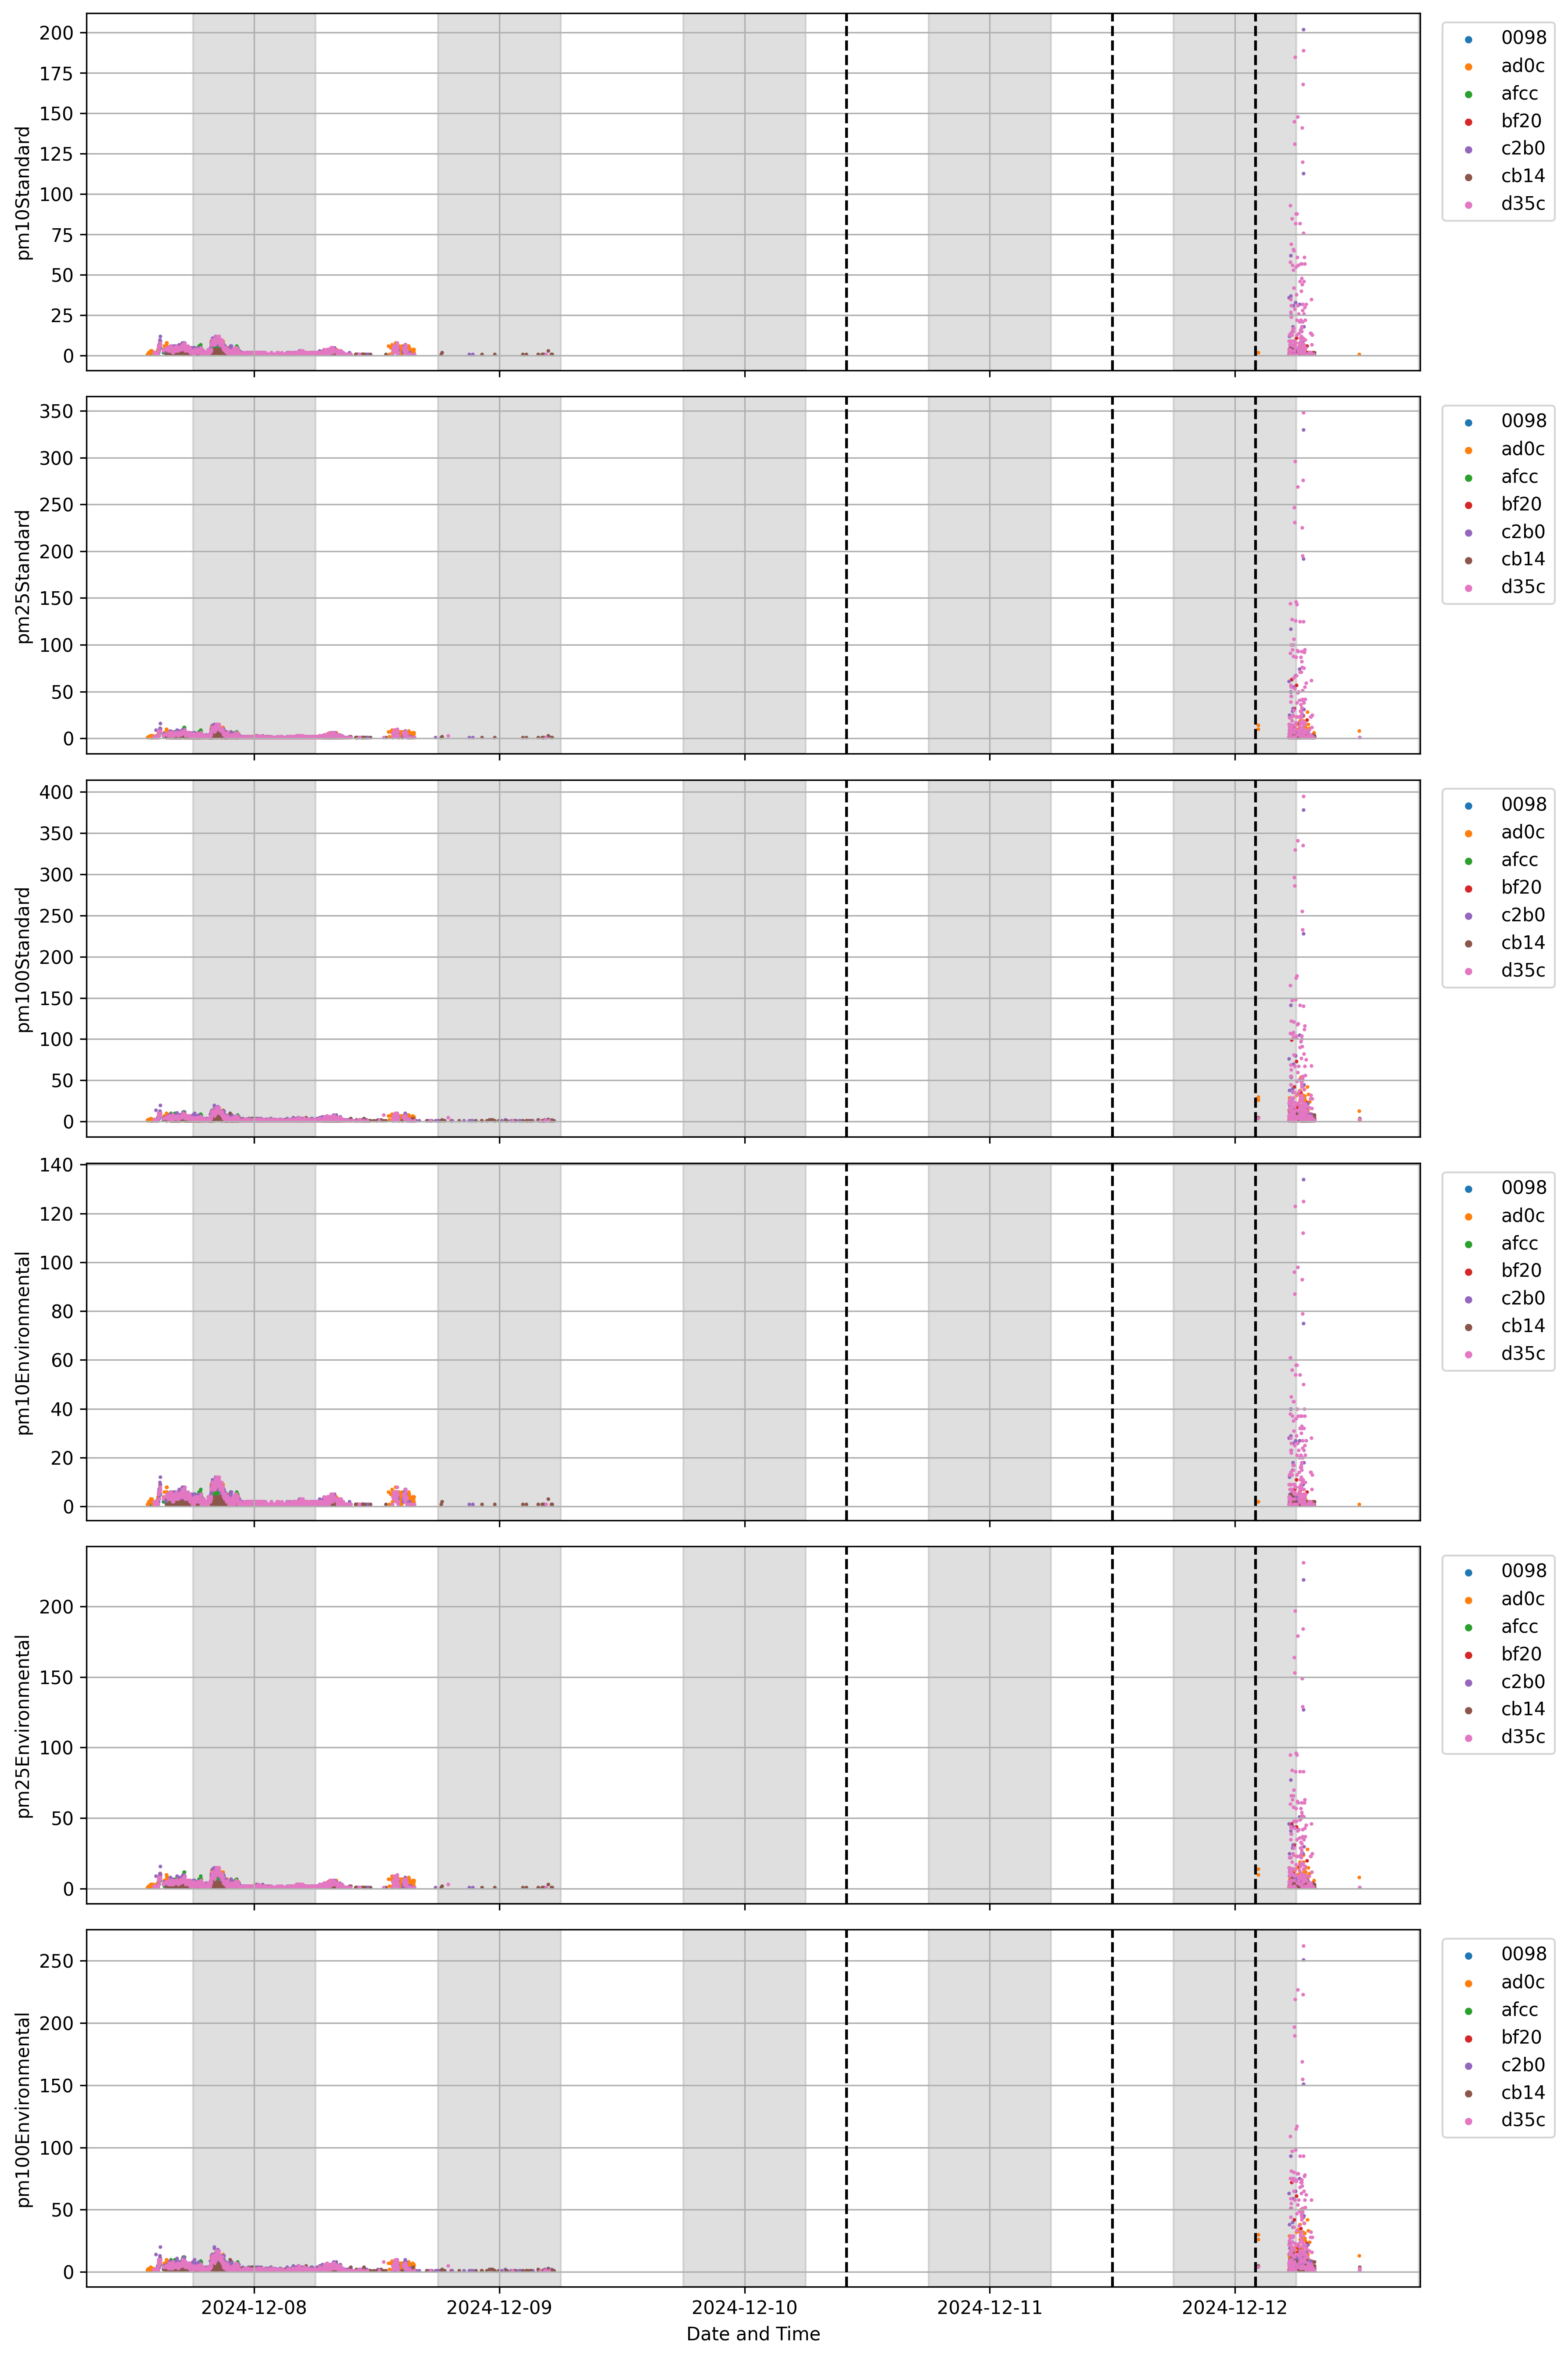 pm10Standard
200
175
150
125
100
75
50
25
0
0098
ad0c
afcc
bf20
c2b0
cb14
d35c
pm25Standard
350
300
250
200
150
100
50
0
0098
ad0c
afcc
bf20
c2b0
cb14
d35c
pm100Standard
400
350
300
250
200
150
100
50
0
0098
ad0c
afcc
bf20
c2b0
cb14
d35c
pm10Environmental
140
120
100
80
60
40
20
0
0098
ad0c
afcc
bf20
c2b0
cb14
d35c
pm25Environmental
200
150
100
50
0
0098
ad0c
afcc
bf20
c2b0
cb14
d35c
pm100Environmental
250
200
150
100
50
0
0098
ad0c
afcc
bf20
c2b0
cb14
d35c
2024-12-08
2024-12-09
2024-12-10
2024-12-11
2024-12-12
Date and Time